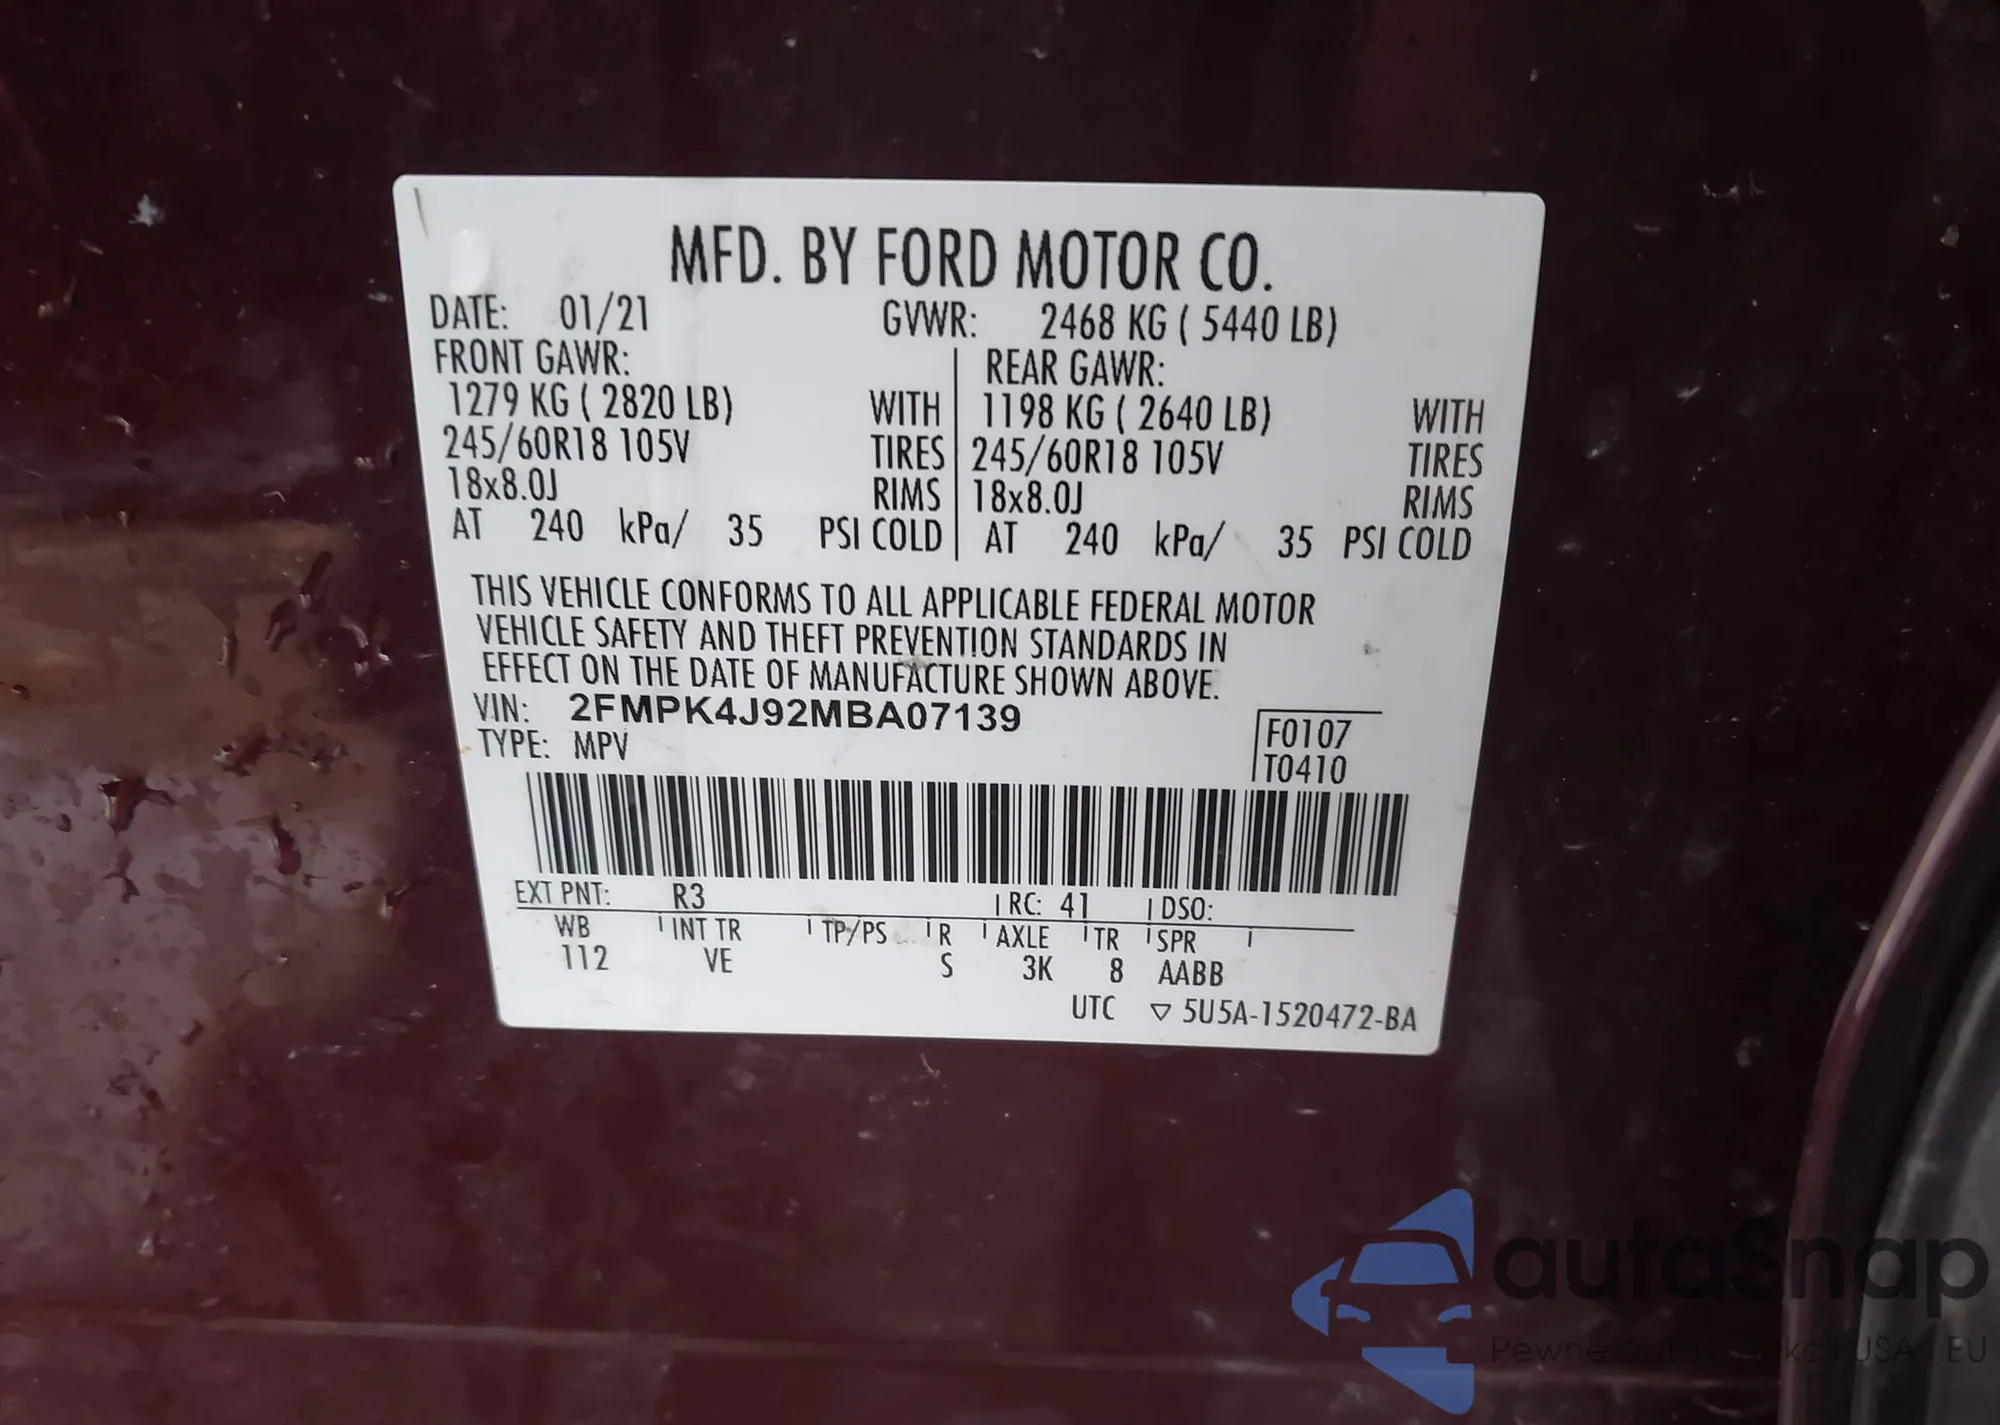 MFD. BY FORD MOTOR CO.
DATE: 01/21 GVWR: 2468 KG ( 5440 LB)
FRONT GAWR: REAR GAWR:
1279 KG ( 2820 LB) WITH 1198 KG ( 2640 LB) WITH
245/60R18 105V TIRES 245/60R18 105V TIRES
18x8.0J RIMS 18x8.0J RIMS
AT 240 kPa/ 35 PSI COLD AT 240 kPa/ 35 PSI COLD
THIS VEHICLE CONFORMS TO ALL APPLICABLE FEDERAL MOTOR
VEHICLE SAFETY AND THEFT PREVENTION STANDARDS IN
EFFECT ON THE DATE OF MANUFACTURE SHOWN ABOVE.
VIN: 2FMPK4J92MBA07139
TYPE: MPV
F0107
T0410
EXT PNT: R3 RC: 41 DSO:
WB INT TR TP/PS R AXLE TR SPR
112 VE S 3K 8 AABB
UTC ▽ 5U5A-1520472-BA
autaSnap
Pewne USA EU